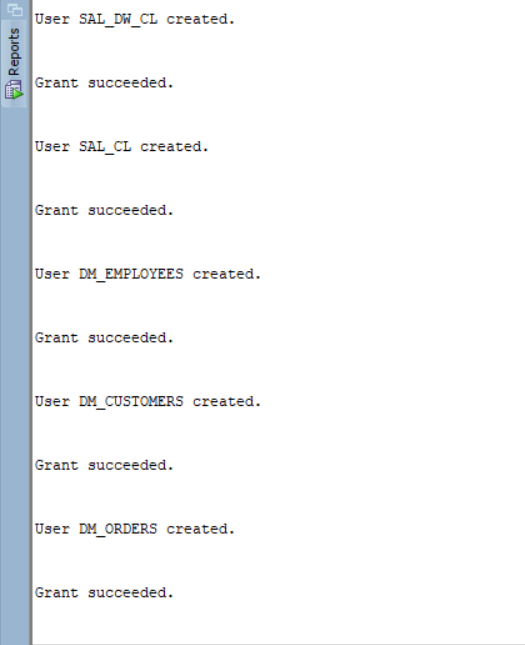 Reports
User SAL_DW_CL created.
Grant succeeded.
User SAL_CL created.
Grant succeeded.
User DM_EMPLOYEES created.
Grant succeeded.
User DM_CUSTOMERS created.
Grant succeeded.
User DM_ORDERS created.
Grant succeeded.